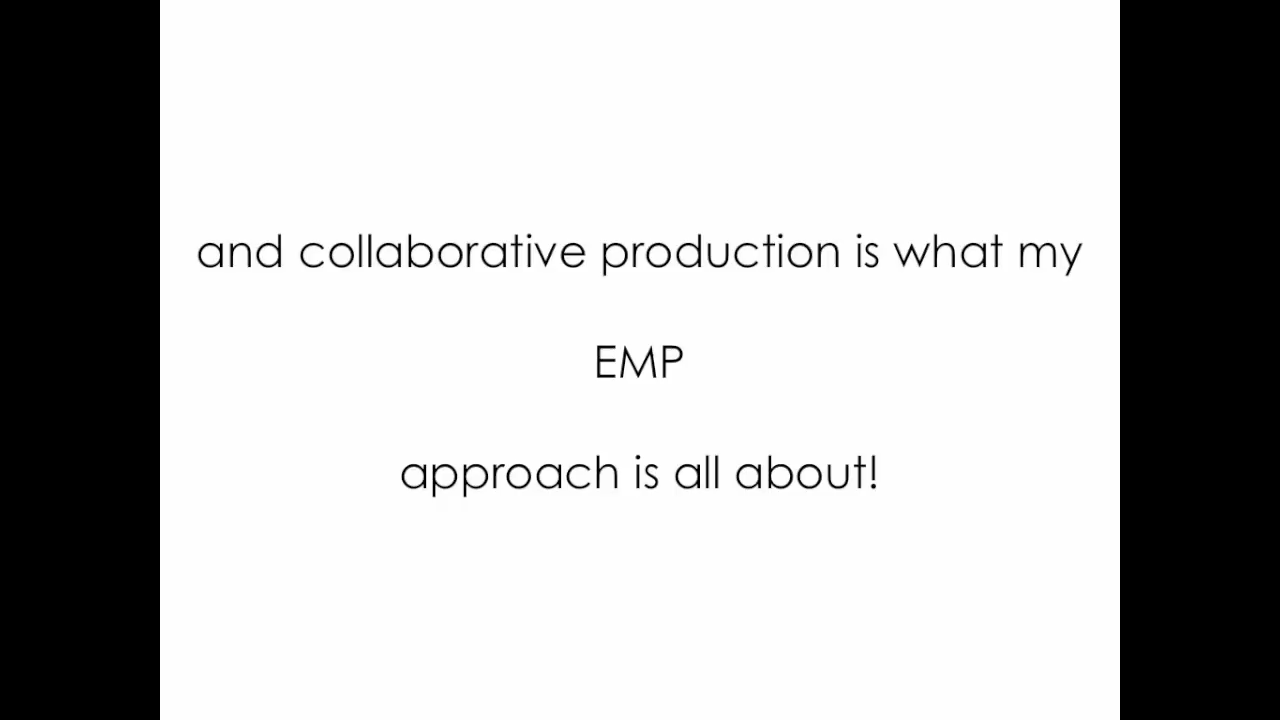 and collaborative production is what my
EMP
approach is all about!